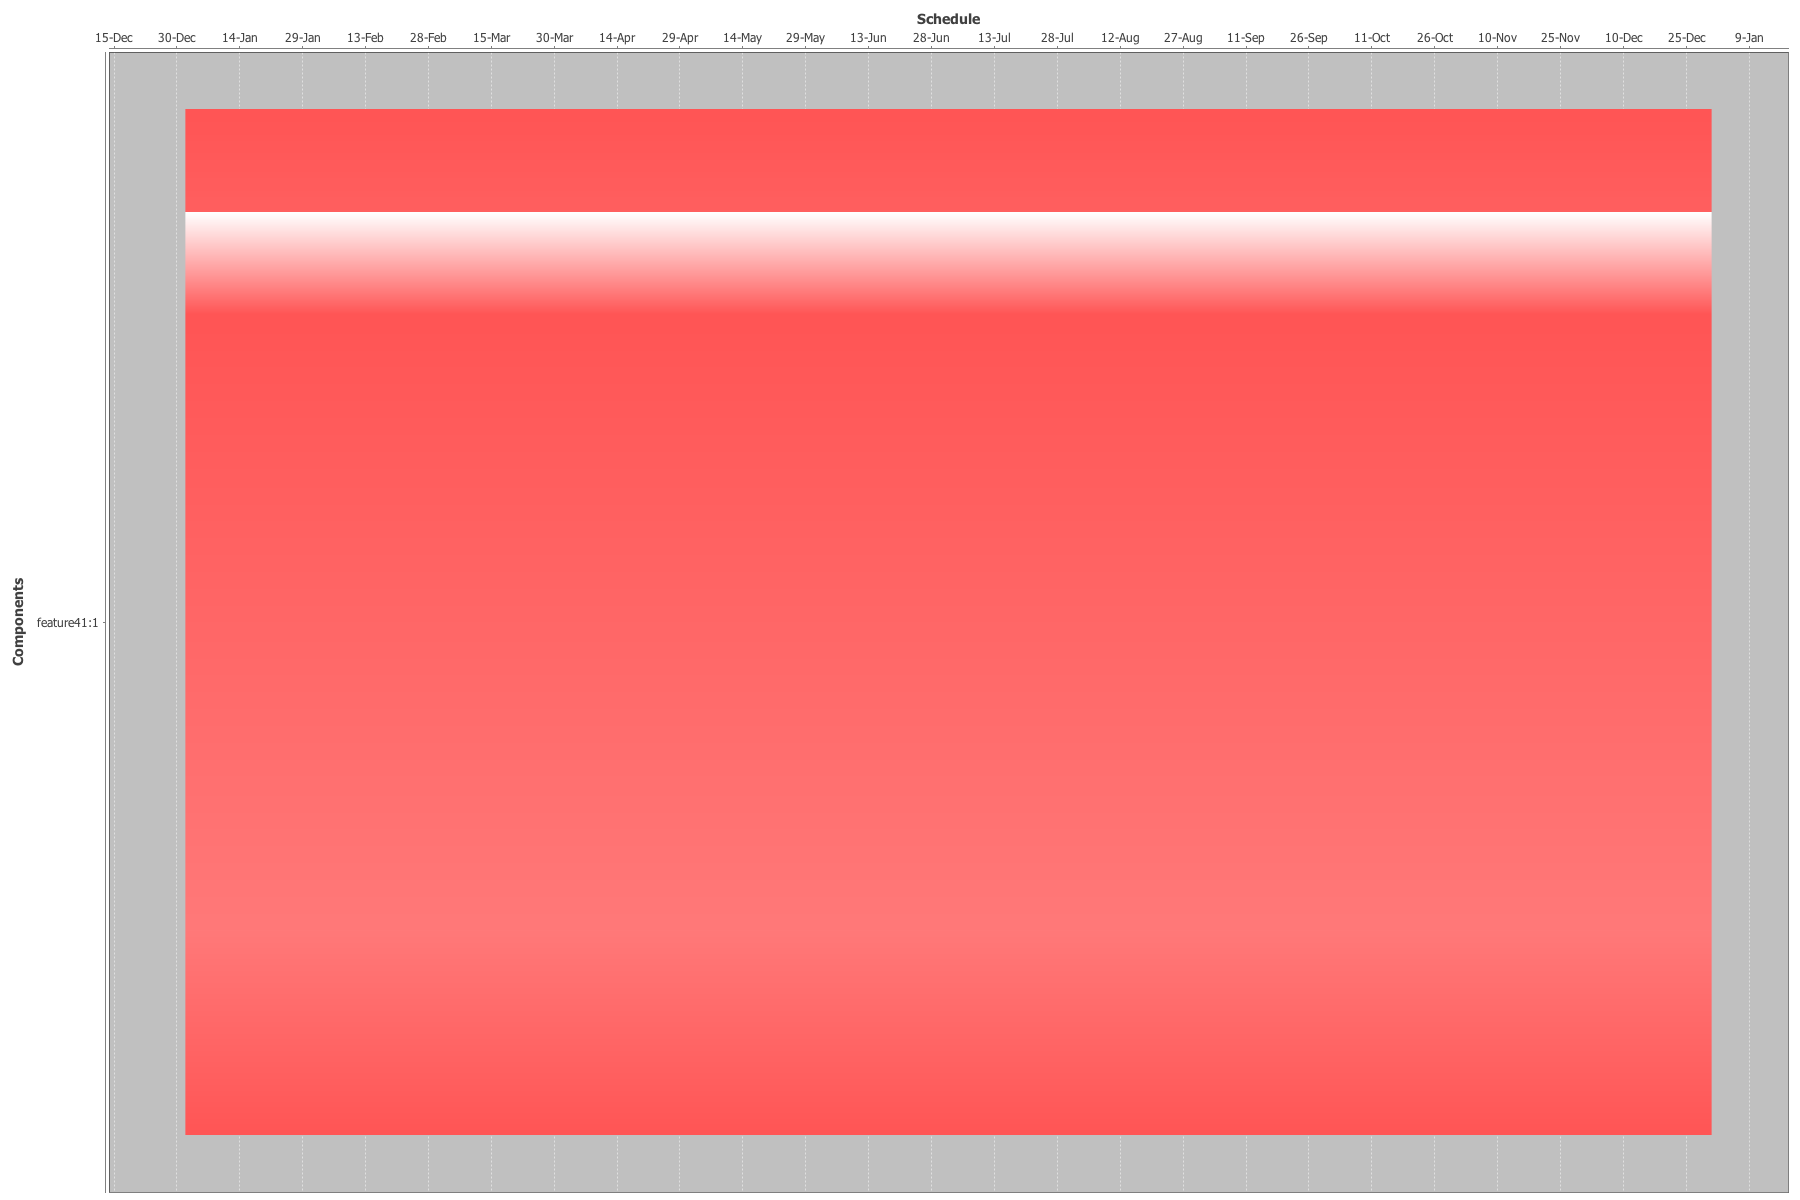 Schedule
15-Dec 30-Dec 14-Jan 29-Jan 13-Feb 28-Feb 15-Mar 30-Mar 14-Apr 29-Apr 14-May 29-May 13-Jun 28-Jun 13-Jul 28-Jul 12-Aug 27-Aug 11-Sep 26-Sep 11-Oct 26-Oct 10-Nov 25-Nov 10-Dec 25-Dec 9-Jan
Components
feature41:1